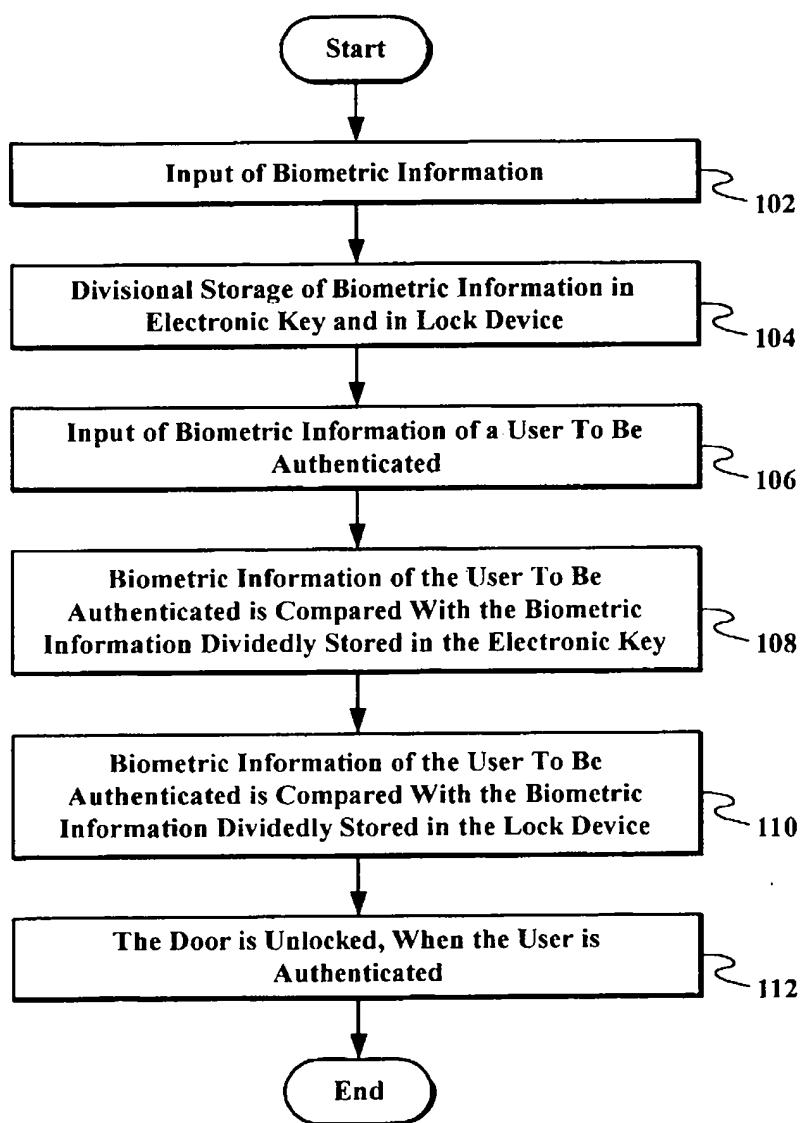 Start
Input of Biometric Information
102
Divisional Storage of Biometric Information in
Electronic Key and in Lock Device
104
Input of Biometric Information of a User To Be
Authenticated
106
Biometric Information of the User To Be
Authenticated is Compared With the Biometric
Information Dividedly Stored in the Electronic Key
108
Biometric Information of the User To Be
Authenticated is Compared With the Biometric
Information Dividedly Stored in the Lock Device
110
The Door is Unlocked, When the User is
Authenticated
112
End